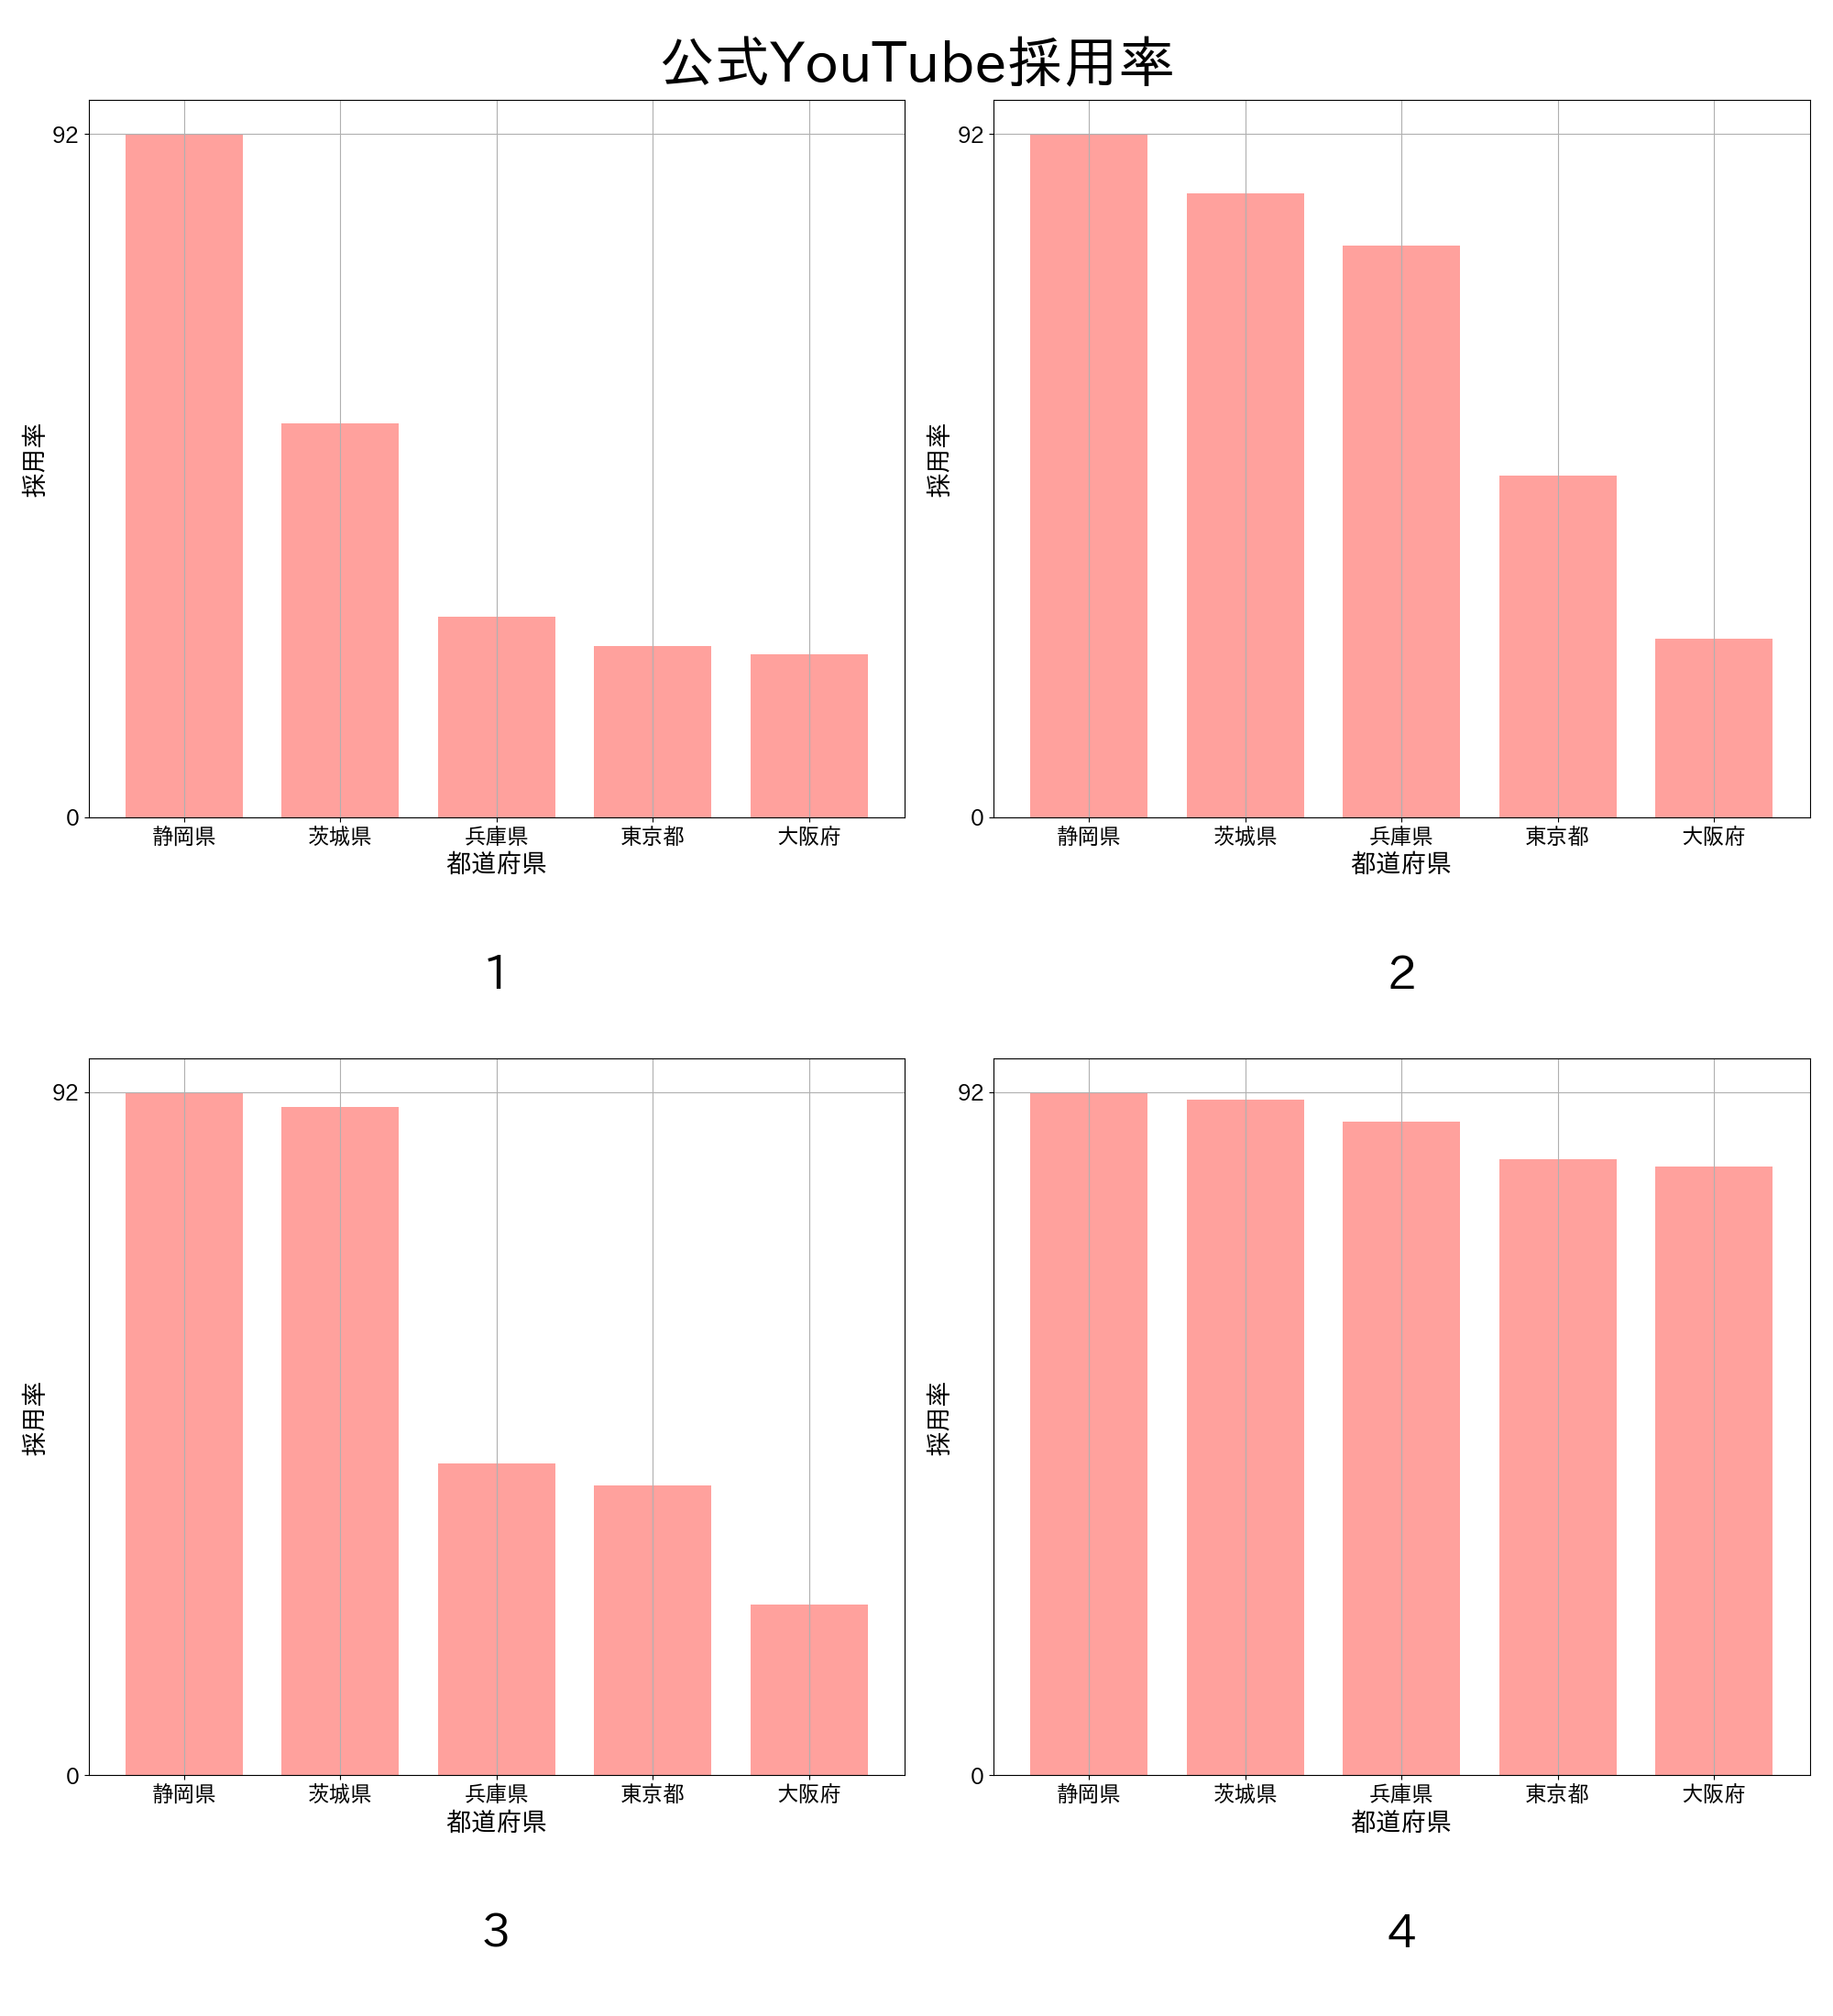 公式YouTube採用率
92
0
採用率
静岡県 茨城県 兵庫県 東京都 大阪府
都道府県
1
92
0
採用率
静岡県 茨城県 兵庫県 東京都 大阪府
都道府県
2
92
0
採用率
静岡県 茨城県 兵庫県 東京都 大阪府
都道府県
3
92
0
採用率
静岡県 茨城県 兵庫県 東京都 大阪府
都道府県
4